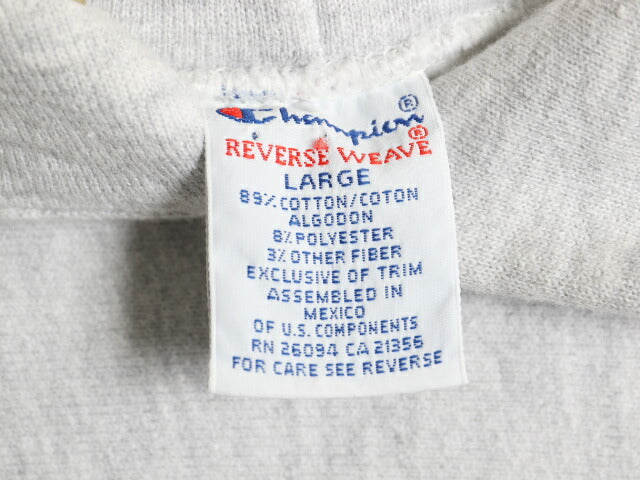 Champion®
REVERSE WEAVE®
LARGE
89% COTTON/COTON
ALGODON
8% POLYESTER
3% OTHER FIBER
EXCLUSIVE OF TRIM
ASSEMBLED IN
MEXICO
OF U.S. COMPONENTS
RN 26094 CA 21356
FOR CARE SEE REVERSE